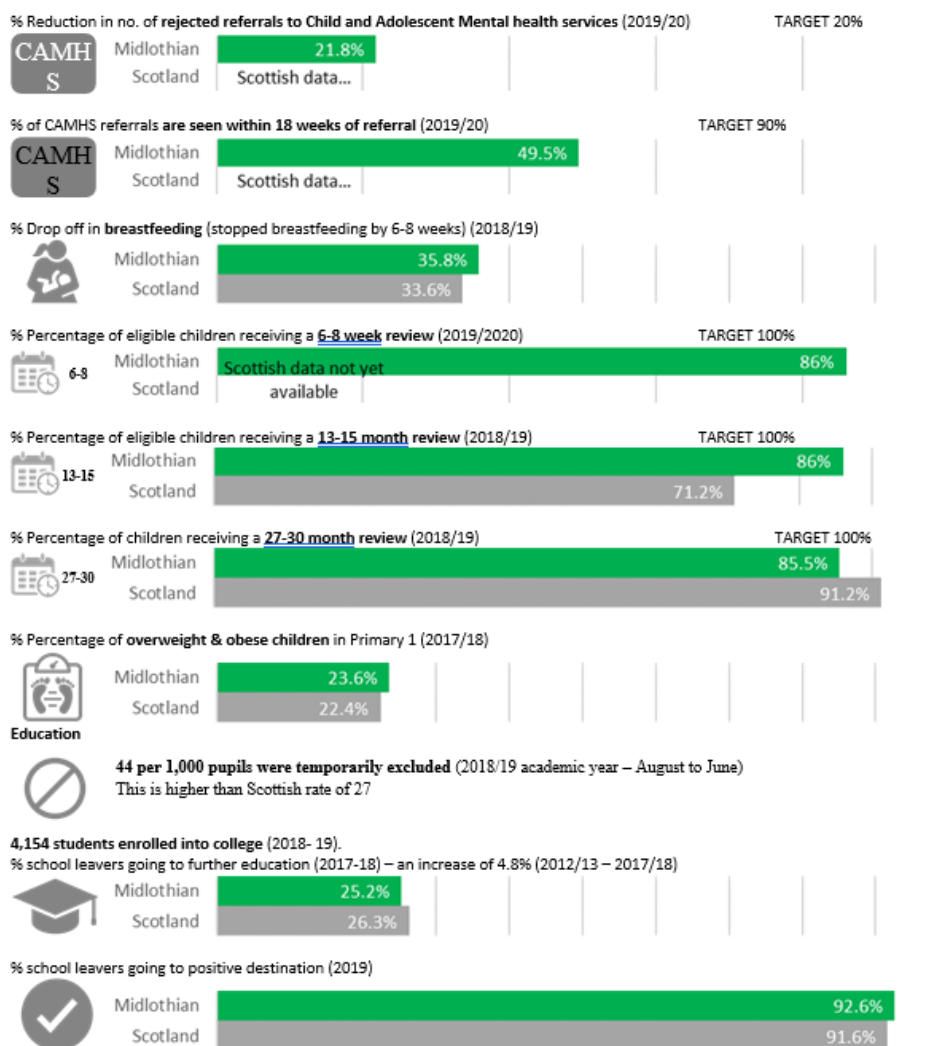 % Reduction in no. of rejected referrals to Child and Adolescent Mental health services (2019/20) TARGET 20%
CAMH
S
Midlothian 21.8%
Scotland Scottish data...
% of CAMHS referrals are seen within 18 weeks of referral (2019/20) TARGET 90%
CAMH
S
Midlothian 49.5%
Scotland Scottish data...
% Drop off in breastfeeding (stopped breastfeeding by 6-8 weeks) (2018/19)
Midlothian 35.8%
Scotland 33.6%
% Percentage of eligible children receiving a 6-8 week review (2019/2020) TARGET 100%
6-8
Midlothian 86%
Scotland Scottish data not yet
available
% Percentage of eligible children receiving a 13-15 month review (2018/19) TARGET 100%
13-15
Midlothian 86%
Scotland 71.2%
% Percentage of children receiving a 27-30 month review (2018/19) TARGET 100%
27-30
Midlothian 85.5%
Scotland 91.2%
% Percentage of overweight & obese children in Primary 1 (2017/18)
Midlothian 23.6%
Scotland 22.4%
Education
44 per 1,000 pupils were temporarily excluded (2018/19 academic year – August to June)
This is higher than Scottish rate of 27
4,154 students enrolled into college (2018- 19).
% school leavers going to further education (2017-18) – an increase of 4.8% (2012/13 – 2017/18)
Midlothian 25.2%
Scotland 26.3%
% school leavers going to positive destination (2019)
Midlothian 92.6%
Scotland 91.6%